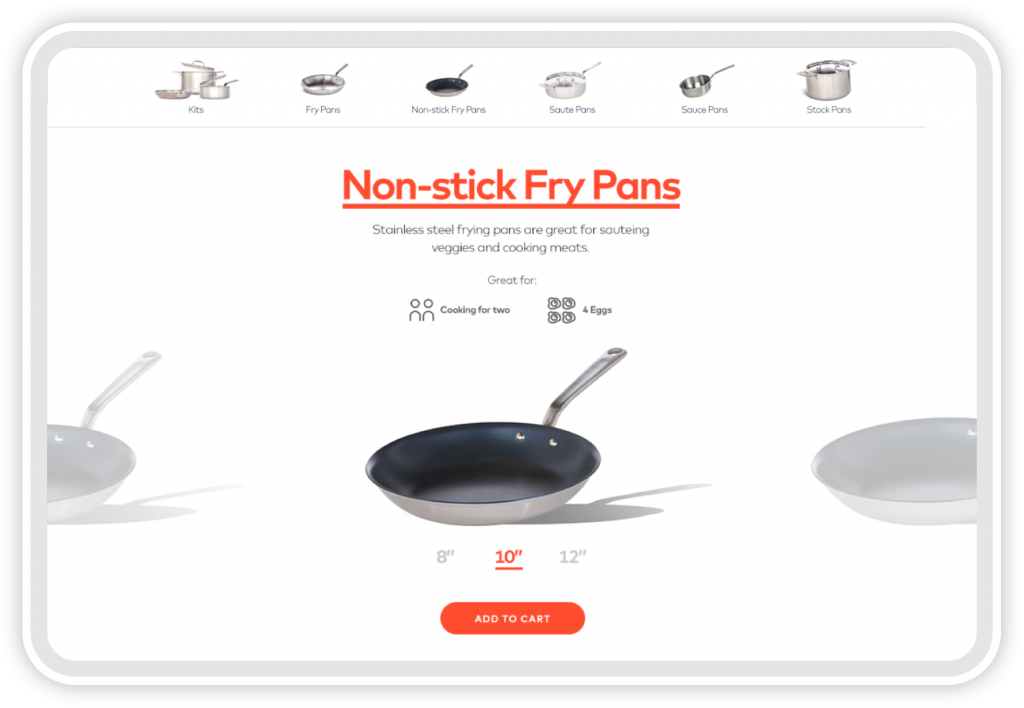 Kits
Fry Pans
Non-stick Fry Pans
Saute Pans
Sauce Pans
Stock Pans
Non-stick Fry Pans
Stainless steel frying pans are great for sauteing
veggies and cooking meats.
Great for:
Cooking for two
4 Eggs
8"
10"
12"
ADD TO CART